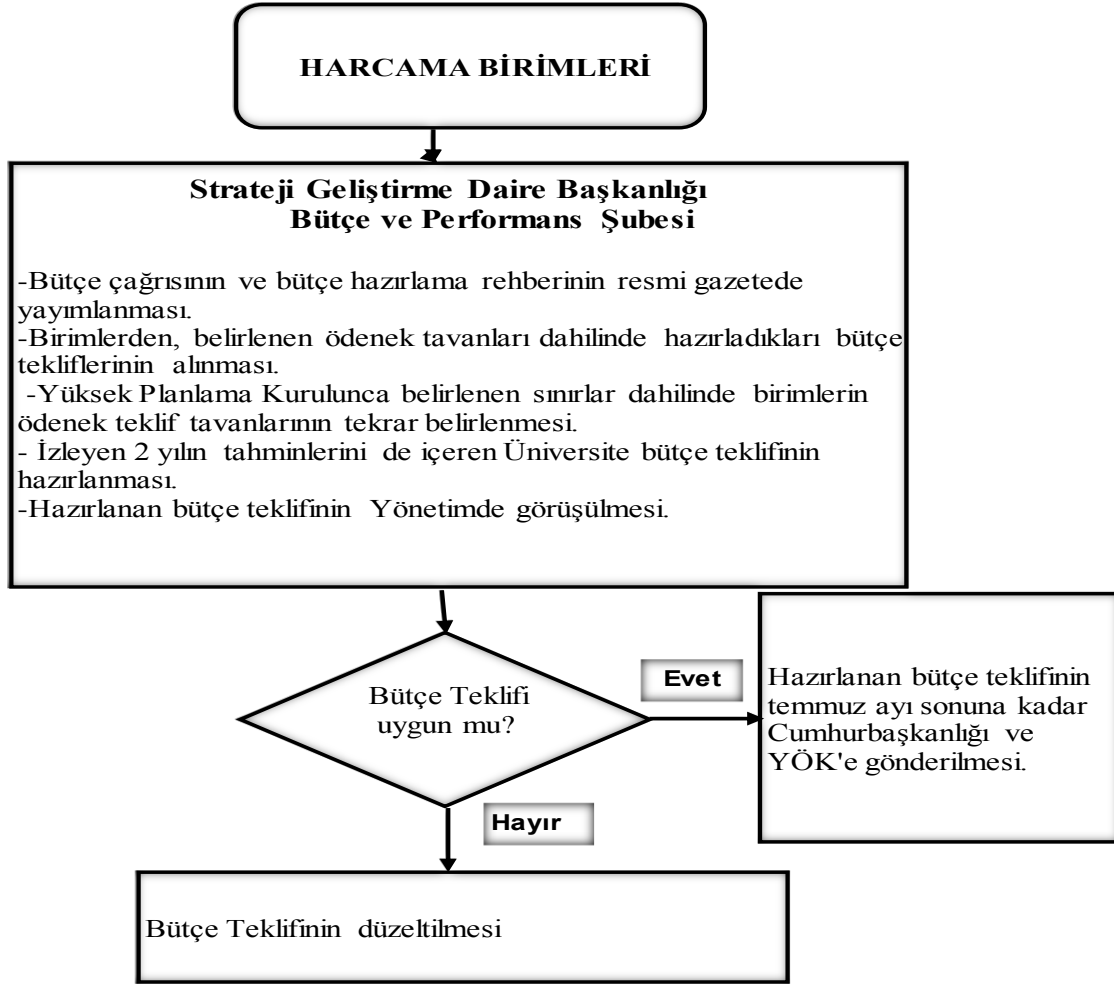 HARCAMA BİRİMLERİ
Strateji Geliştirme Daire Başkanlığı
Bütçe ve Performans Şubesi
-Bütçe çağrısının ve bütçe hazırlama rehberinin resmi gazetede
yayımlanması.
-Birimlerden, belirlenen ödenek tavanları dahilinde hazırladıkları bütçe
tekliflerinin alınması.
-Yüksek Planlama Kurulunca belirlenen sınırlar dahilinde birimlerin
ödenek teklif tavanlarının tekrar belirlenmesi.
- İzleyen 2 yılın tahminlerini de içeren Üniversite bütçe teklifinin
hazırlanması.
-Hazırlanan bütçe teklifinin Yönetimde görüşülmesi.
Bütçe Teklifi
uygun mu?
Evet
Hazırlanan bütçe teklifinin
temmuz ayı sonuna kadar
Cumhurbaşkanlığı ve
YÖK'e gönderilmesi.
Hayır
Bütçe Teklifinin düzeltilmesi